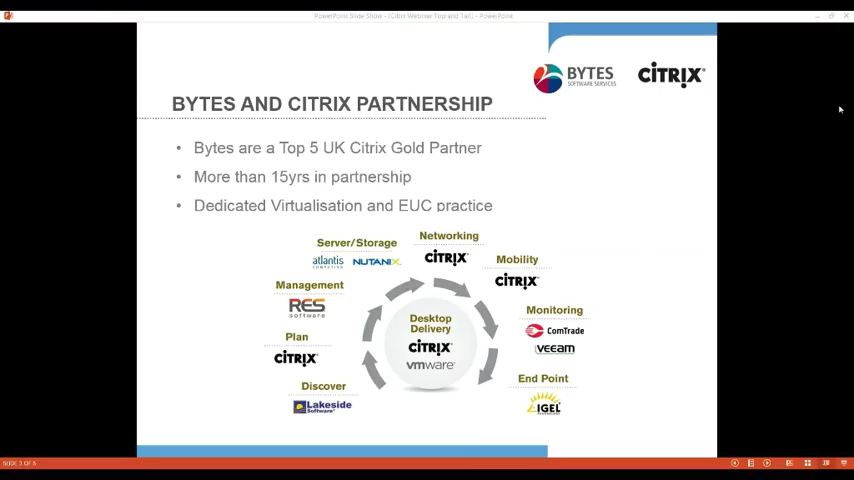 PowerPoint Slide Show - [Citrix Webinar Top and Tail] - PowerPoint
BYTES
SOFTWARE SERVICES
CITRIX®
BYTES AND CITRIX PARTNERSHIP
• Bytes are a Top 5 UK Citrix Gold Partner
• More than 15yrs in partnership
• Dedicated Virtualisation and EUC practice
Networking
CITRIX
Server/Storage
atlantis
COMPUTING
NUTANIX
Mobility
CITRIX
Management
RES
software
Monitoring
ComTrade
veeam
Desktop
Delivery
CITRIX
vmware
Plan
CITRIX
End Point
IGEL
TECHNOLOGY
Discover
Lakeside
Software
SLIDE 3 OF 5